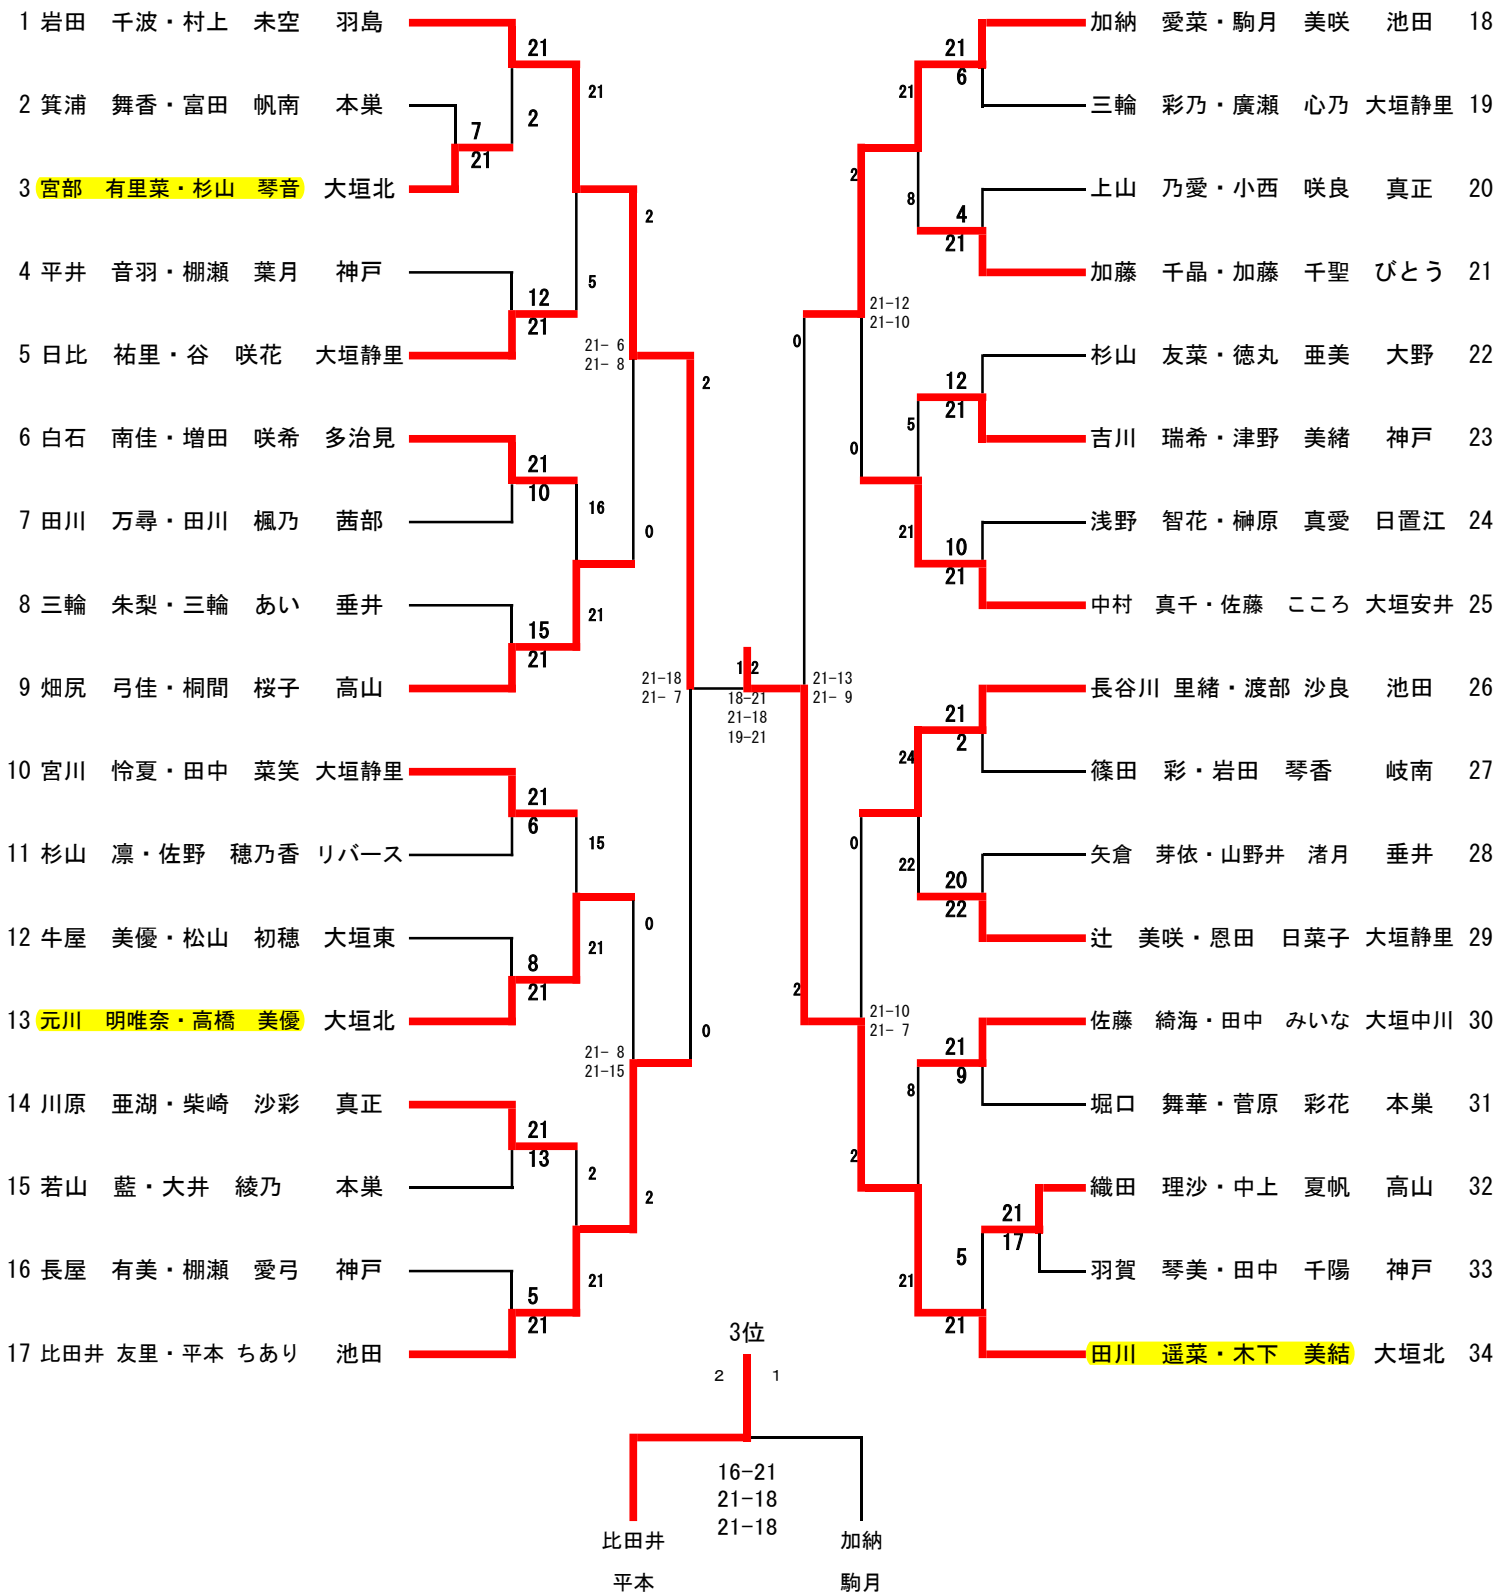 1 岩田 千波・村上 未空 羽島
2 箕浦 舞香・富田 帆南 本巣
3 宮部 有里菜・杉山 琴音 大垣北
4 平井 音羽・棚瀬 葉月 神戸
5 日比 祐里・谷 咲花 大垣静里
6 白石 南佳・増田 咲希 多治見
7 田川 万尋・田川 楓乃 茜部
8 三輪 朱梨・三輪 あい 垂井
9 畑尻 弓佳・桐間 桜子 高山
10 宮川 怜夏・田中 菜笑 大垣静里
11 杉山 凛・佐野 穂乃香 リバース
12 牛屋 美優・松山 初穂 大垣東
13 元川 明唯奈・高橋 美優 大垣北
14 川原 亜湖・柴崎 沙彩 真正
15 若山 藍・大井 綾乃 本巣
16 長屋 有美・棚瀬 愛弓 神戸
17 比田井 友里・平本 ちあり 池田
21
2
7
21
12
21
21
10
15
21
21
6
8
21
21
13
5
21
21
5
16
21
15
21
2
21
2
0
21- 6
21- 8
0
2
21- 8
21-15
2
0
21-18
21- 7
1 2
18-21
21-18
19-21
21-13
21- 9
0
2
21-12
21-10
2
0
21-10
21- 7
0
2
21
8
5
21
24
22
8
21
21
6
4
21
12
21
10
21
21
2
20
22
21
9
21
17
5
21
加納 愛菜・駒月 美咲 池田 18
三輪 彩乃・廣瀬 心乃 大垣静里 19
上山 乃愛・小西 咲良 真正 20
加藤 千晶・加藤 千聖 びとう 21
杉山 友菜・徳丸 亜美 大野 22
吉川 瑞希・津野 美緒 神戸 23
浅野 智花・榊原 真愛 日置江 24
中村 真千・佐藤 こころ 大垣安井 25
長谷川 里緒・渡部 沙良 池田 26
篠田 彩・岩田 琴香 岐南 27
矢倉 芽依・山野井 渚月 垂井 28
辻 美咲・恩田 日菜子 大垣静里 29
佐藤 綺海・田中 みいな 大垣中川 30
堀口 舞華・菅原 彩花 本巣 31
織田 理沙・中上 夏帆 高山 32
羽賀 琴美・田中 千陽 神戸 33
田川 遥菜・木下 美結 大垣北 34
3位
2 1
16-21
21-18
21-18
比田井
平本
加納
駒月